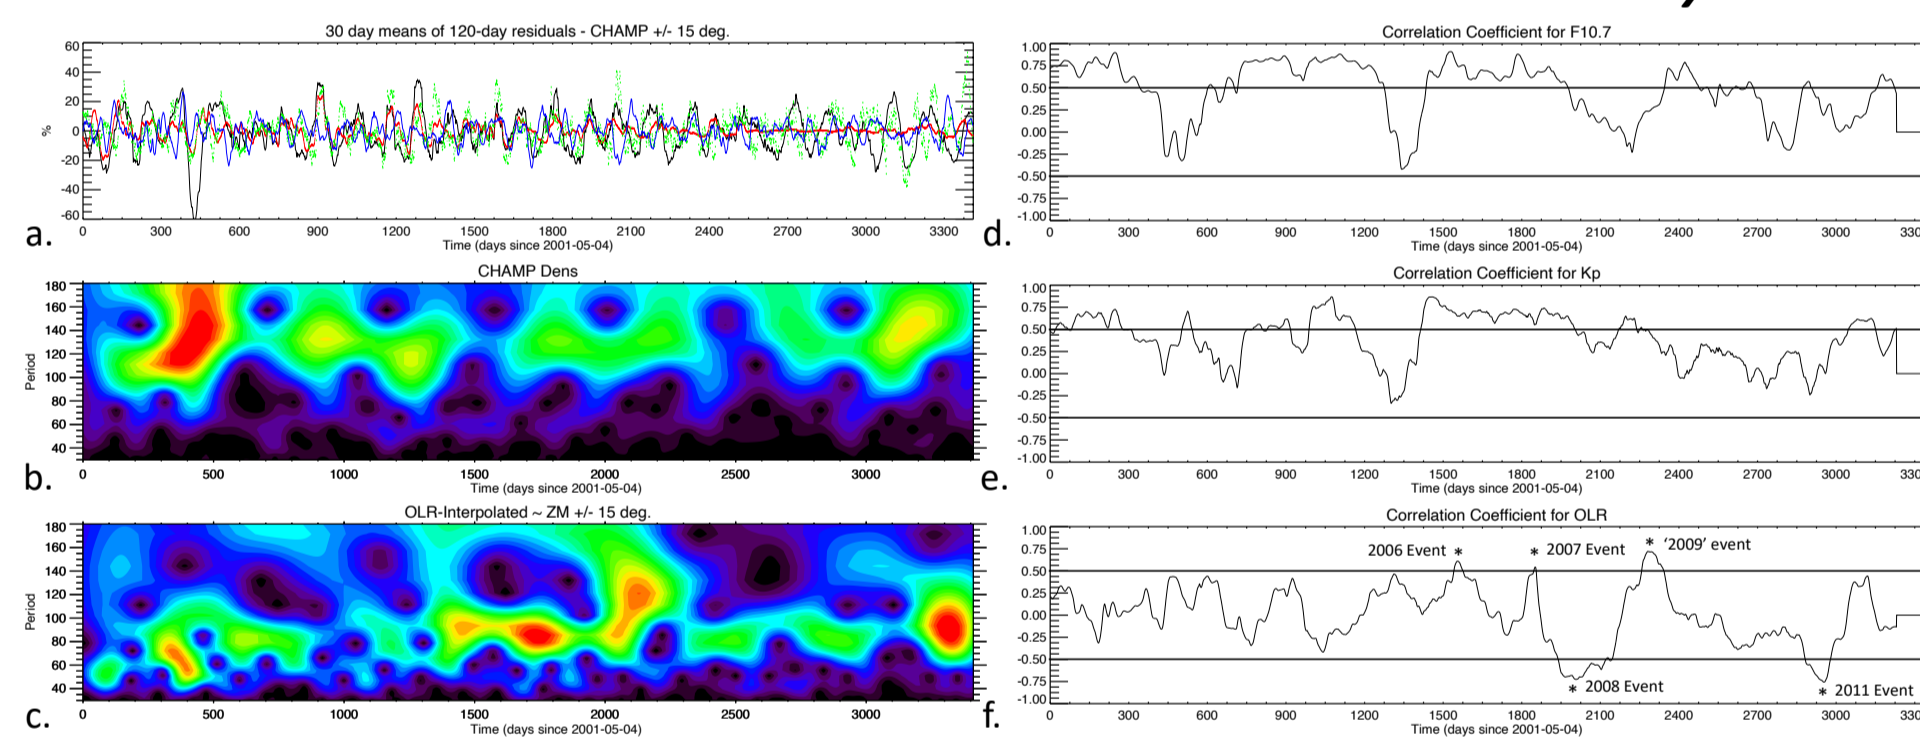 30 day means of 120-day residuals - CHAMP +/- 15 deg.
60
40
20
0
-20
-40
-60
%
0 300 600 900 1200 1500 1800 2100 2400 2700 3000 3300
Time (days since 2001-05-04)
a.
CHAMP Dens
180
160
140
120
100
80
60
40
Period
0 500 1000 1500 2000 2500 3000
Time (days since 2001-05-04)
b.
OLR-Interpolated ~ ZM +/- 15 deg.
180
160
140
120
100
80
60
40
Period
0 500 1000 1500 2000 2500 3000
Time (days since 2001-05-04)
c.
Correlation Coefficient for F10.7
1.00
0.75
0.50
0.25
0.00
-0.25
-0.50
-0.75
-1.00
0 300 600 900 1200 1500 1800 2100 2400 2700 3000 330
Time (days since 2001-05-04)
d.
Correlation Coefficient for Kp
1.00
0.75
0.50
0.25
0.00
-0.25
-0.50
-0.75
-1.00
0 300 600 900 1200 1500 1800 2100 2400 2700 3000 330
Time (days since 2001-05-04)
e.
Correlation Coefficient for OLR
1.00
0.75
0.50
0.25
0.00
-0.25
-0.50
-0.75
-1.00
2006 Event *
* 2007 Event
* '2009' event
* 2008 Event
* 2011 Event
0 300 600 900 1200 1500 1800 2100 2400 2700 3000 330
Time (days since 2001-05-04)
f.